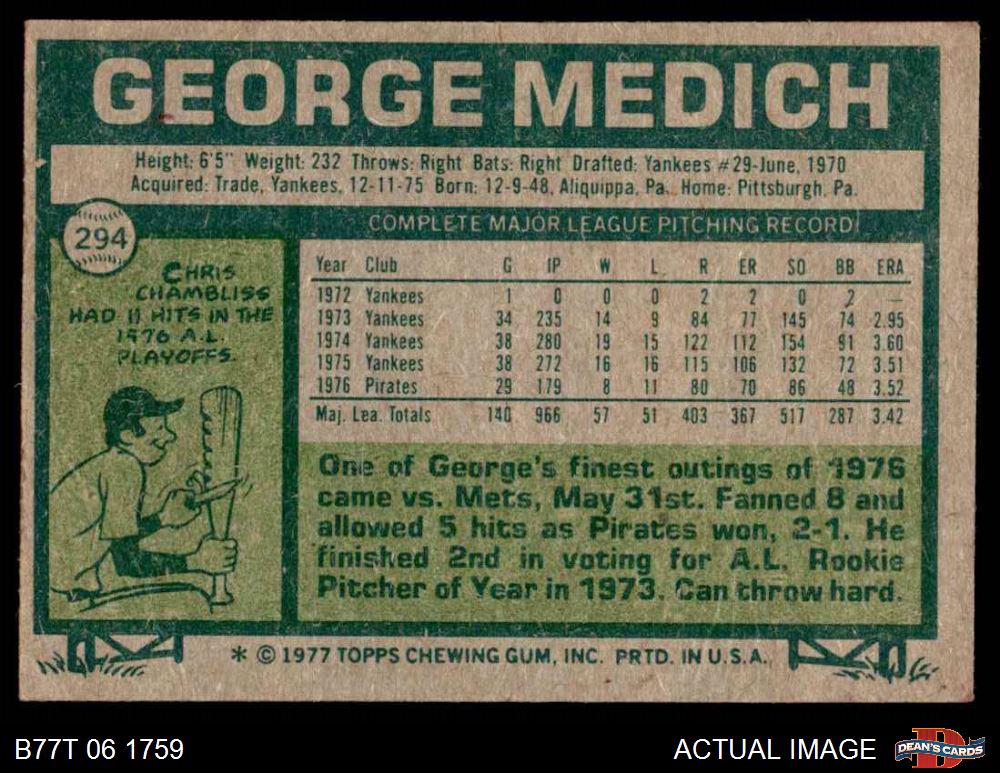 GEORGE MEDICH
Height: 6'5" Weight: 232 Throws: Right Bats: Right Drafted: Yankees #29-June, 1970
Acquired: Trade, Yankees, 12-11-75 Born: 12-9-48, Aliquippa, Pa. Home: Pittsburgh, Pa.
294
COMPLETE MAJOR LEAGUE PITCHING RECORD
CHRIS
CHAMBLISS
HAD 11 HITS IN THE
1976 A.L.
PLAYOFFS.
Year Club G IP W L R ER SO BB ERA
1972 Yankees 1 0 0 0 2 2 0 2 —
1973 Yankees 34 235 14 9 84 77 145 74 2.95
1974 Yankees 38 280 19 15 122 112 154 91 3.60
1975 Yankees 38 272 16 16 115 106 132 72 3.51
1976 Pirates 29 179 8 11 80 70 86 48 3.52
Maj. Lea. Totals 140 966 57 51 403 367 517 287 3.42
One of George's finest outings of 1976
came vs. Mets, May 31st. Fanned 8 and
allowed 5 hits as Pirates won, 2-1. He
finished 2nd in voting for A.L. Rookie
Pitcher of Year in 1973. Can throw hard.
* © 1977 TOPPS CHEWING GUM, INC. PRTD. IN U.S.A.
B77T 06 1759
ACTUAL IMAGE
D
DEAN'S CARDS